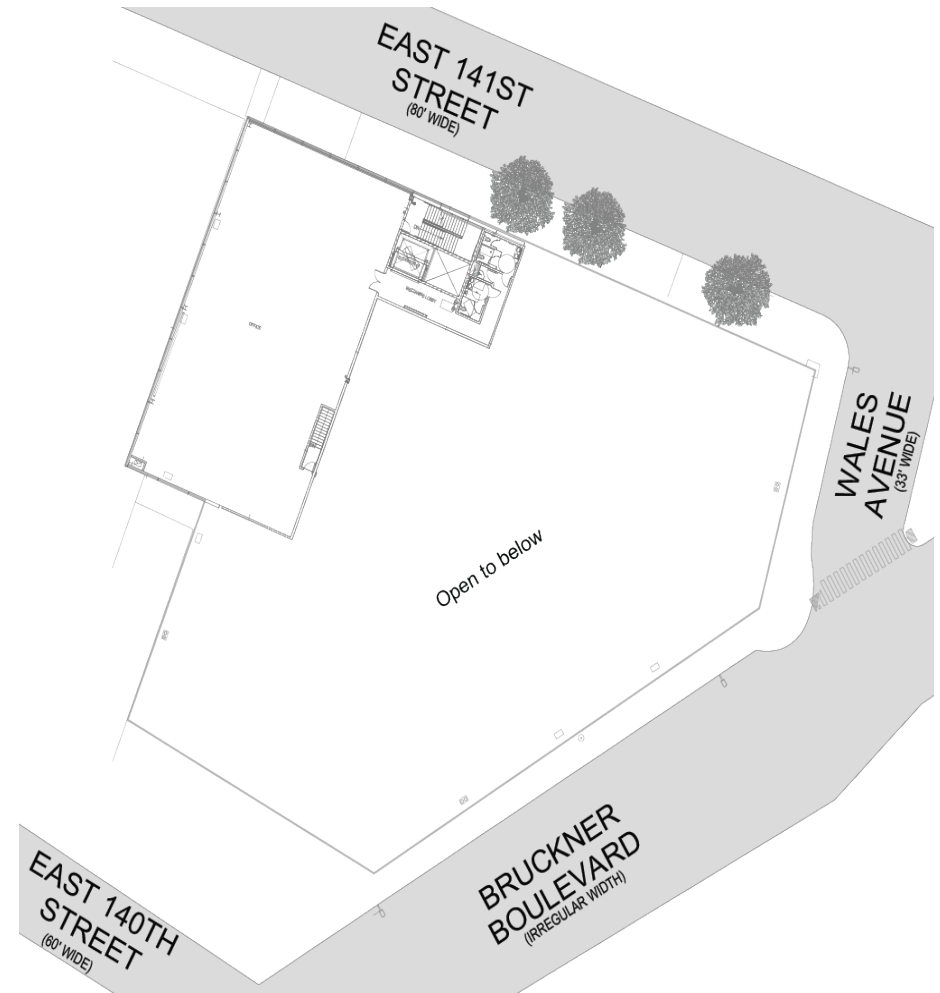 EAST 141ST
STREET
(80' WIDE)
OFFICE
WALES
AVENUE
(33' WIDE)
Open to below
BRUCKNER
BOULEVARD
(IRREGULAR WIDTH)
EAST 140TH
STREET
(60' WIDE)